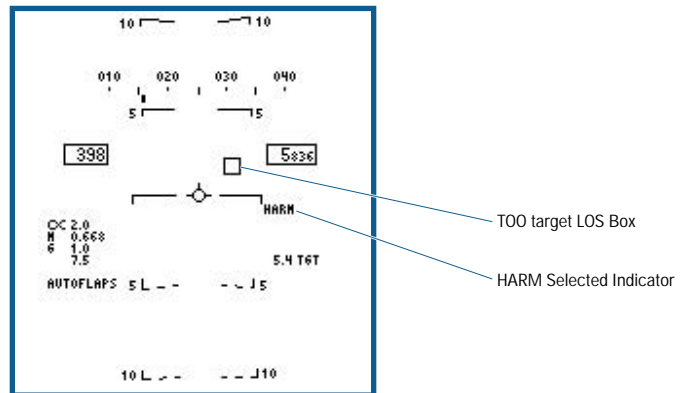 10 10
010 020 030 040
5 5
398 5836
HARM
TOO target LOS Box
α 2.0
M 0.668
G 1.0
7.5
5.4 TGT
HARM Selected Indicator
AUTOFLAPS 5 5
10 10